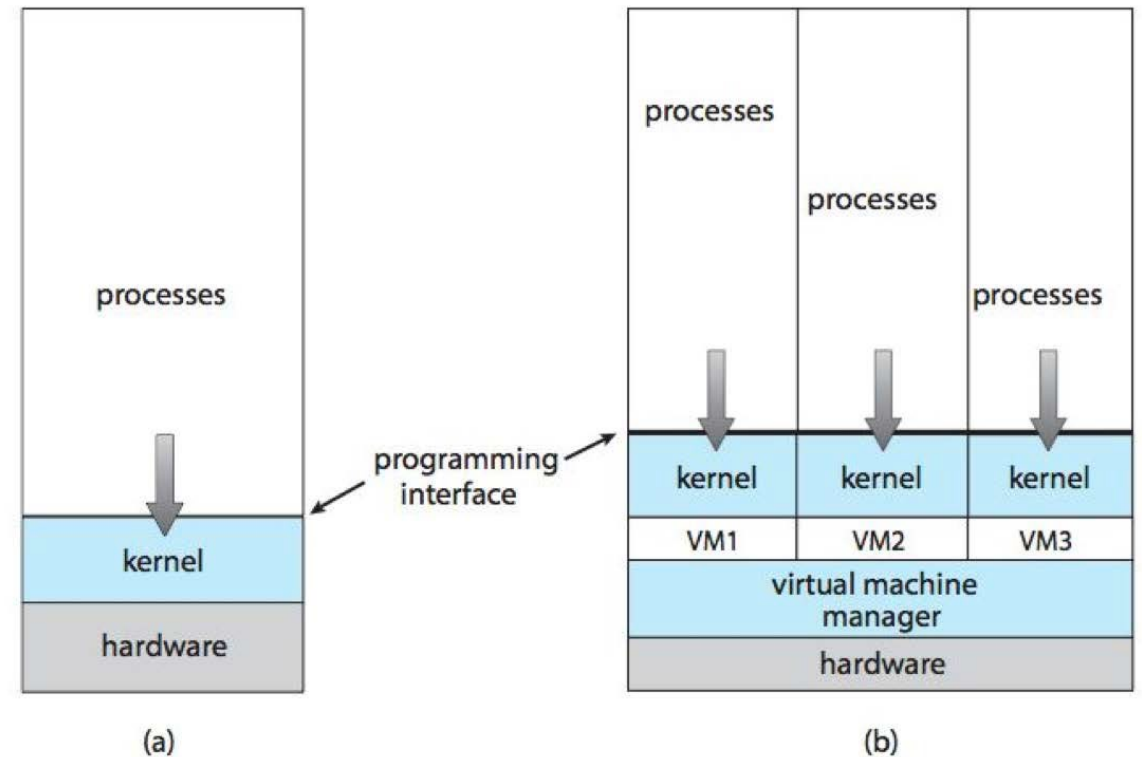 processes
kernel
hardware
(a)
programming
interface
processes
processes
processes
kernel
kernel
kernel
VM1
VM2
VM3
virtual machine
manager
hardware
(b)